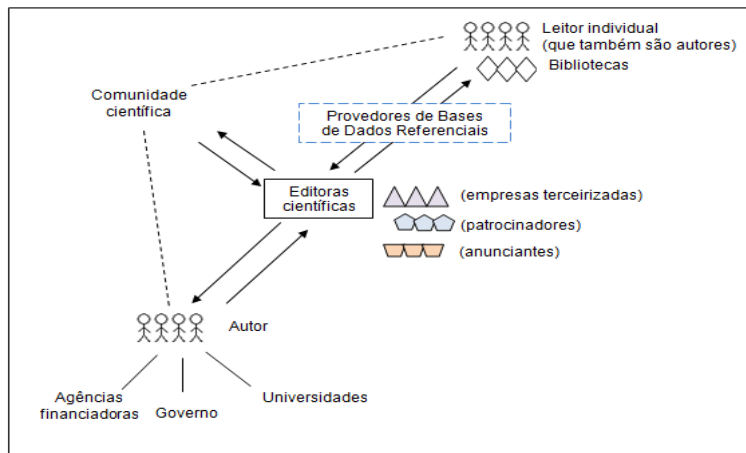 Leitor individual
(que também são autores)
Bibliotecas
Comunidade
científica
Provedores de Bases
de Dados Referenciais
Editoras
científicas
(empresas terceirizadas)
(patrocinadores)
(anunciantes)
Autor
Agências
financiadoras
Governo
Universidades